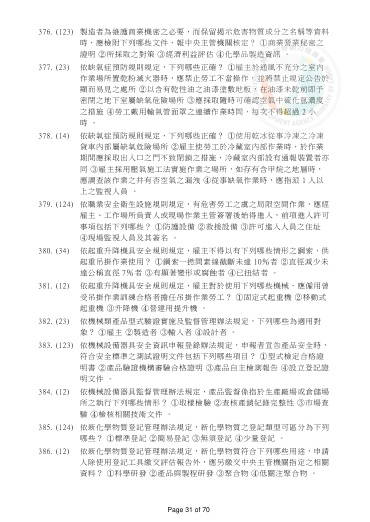 376. (123) 製造者為維護商業機密之必要，而保留揭示危害物質成分之名稱等資料
時，應檢附下列哪些文件，報中央主管機關核定？ ①商業營業秘密之
證明 ②所採取之對策 ③經濟利益評估 ④化學品製造資訊 。
377. (23) 依缺氧症預防規則規定，下列哪些正確？ ①雇主於通風不充分之室內
作業場所置乾粉滅火器時，應禁止勞工不當操作，並將禁止規定公告於
顯而易見之處所 ②以含有乾性油之油漆塗敷地板，在油漆未乾前即予
密閉之地下室屬缺氧危險場所 ③應採取隨時可確認空氣中硫化氫濃度
之措施 ④勞工戴用輸氣管面罩之連續作業時間，每次不得超過 2 小
時 。
378. (14) 依缺氧症預防規則規定，下列哪些正確？ ①使用乾冰從事冷凍之冷凍
貨車內部屬缺氧危險場所 ②雇主使勞工於冷藏室內部作業時，於作業
期間應採取出入口之門不致閉鎖之措施，冷藏室內部設有通報裝置者亦
同 ③雇主採用壓氣施工法實施作業之場所，如存有含甲烷之地層時，
應調查該作業之井有否空氣之漏洩 ④從事缺氧作業時，應指派 1 人以
上之監視人員 。
379. (124) 依職業安全衛生設施規則規定，有危害勞工之虞之局限空間作業，應經
雇主、工作場所負責人或現場作業主管簽署後始得進入，前項進入許可
事項包括下列哪些？ ①防護設備 ②救援設備 ③許可進入人員之住址
④現場監視人員及其簽名 。
380. (34) 依起重升降機具安全規則規定，雇主不得以有下列哪些情形之鋼索，供
起重吊掛作業使用？ ①鋼索一撚間素線截斷未達 10％者 ②直徑減少未
達公稱直徑 7％者 ③有顯著變形或腐蝕者 ④已扭結者 。
381. (12) 依起重升降機具安全規則規定，雇主對於使用下列哪些機械，應僱用曾
受吊掛作業訓練合格者擔任吊掛作業勞工？ ①固定式起重機 ②移動式
起重機 ③升降機 ④營建用提升機 。
382. (23) 依機械類產品型式驗證實施及監督管理辦法規定，下列哪些為適用對
象？ ①雇主 ②製造者 ③輸入者 ④設計者 。
383. (123) 依機械設備器具安全資訊申報登錄辦法規定，申報者宣告產品安全時，
符合安全標準之測試證明文件包括下列哪些項目？ ①型式檢定合格證
明書 ②產品驗證機構審驗合格證明 ③產品自主檢測報告 ④設立登記證
明文件 。
384. (12) 依機械設備器具監督管理辦法規定，產品監督係指於生產廠場或倉儲場
所之執行下列哪些情形？ ①取樣檢驗 ②查核產銷紀錄完整性 ③市場查
驗 ④檢核相關技術文件 。
385. (124) 依新化學物質登記管理辦法規定，新化學物質之登記類型可區分為下列
哪些？ ①標準登記 ②簡易登記 ③無須登記 ④少量登記 。
386. (12) 依新化學物質登記管理辦法規定，新化學物質符合下列哪些用途，申請
人除使用登記工具繳交評估報告外，應另繳交中央主管機關指定之相關
資料？ ①科學研發 ②產品與製程研發 ③聚合物 ④低關注聚合物 。
Page 31 of 70